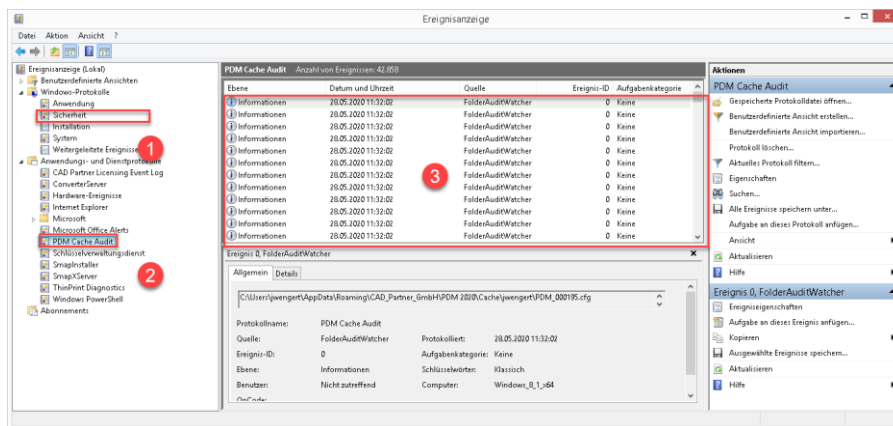 Ereignisanzeige
Datei Aktion Ansicht ?
Ereignisanzeige (Lokal)
Benutzerdefinierte Ansichten
Windows-Protokolle
Anwendung
Sicherheit
Installation
System
Weitergeleitete Ereignisse
Anwendungs- und Dienstprotokolle
CAD Partner Licensing Event Log
ConverterServer
Hardware-Ereignisse
Internet Explorer
Microsoft
Microsoft Office Alerts
PDM Cache Audit
Schlüsselverwaltungsdienst
SmapInstaller
SmapXServer
ThinPrint Diagnostics
Windows PowerShell
Abonnements
1
2
PDM Cache Audit Anzahl von Ereignissen: 42.858
Ebene Datum und Uhrzeit Quelle Ereignis-ID Aufgabenkategorie
Informationen 28.05.2020 11:32:02 FolderAuditWatcher 0 Keine
Informationen 28.05.2020 11:32:02 FolderAuditWatcher 0 Keine
Informationen 28.05.2020 11:32:02 FolderAuditWatcher 0 Keine
Informationen 28.05.2020 11:32:02 FolderAuditWatcher 0 Keine
Informationen 28.05.2020 11:32:02 FolderAuditWatcher 0 Keine
Informationen 28.05.2020 11:32:02 FolderAuditWatcher 0 Keine
Informationen 28.05.2020 11:32:02 FolderAuditWatcher 0 Keine
Informationen 28.05.2020 11:32:02 FolderAuditWatcher 0 Keine
Informationen 28.05.2020 11:32:02 FolderAuditWatcher 0 Keine
Informationen 28.05.2020 11:32:02 FolderAuditWatcher 0 Keine
Informationen 28.05.2020 11:32:02 FolderAuditWatcher 0 Keine
Informationen 28.05.2020 11:32:02 FolderAuditWatcher 0 Keine
3
Ereignis 0, FolderAuditWatcher
Allgemein Details
C:\Users\jwengert\AppData\Roaming\CAD_Partner_GmbH\PDM 2020\Cache\jwengert\PDM_000195.cfg
Protokollname: PDM Cache Audit
Quelle: FolderAuditWatcher Protokolliert: 28.05.2020 11:32:02
Ereignis-ID: 0 Aufgabenkategorie: Keine
Ebene: Informationen Schlüsselwörter: Klassisch
Benutzer: Nicht zutreffend Computer: Windows_8_1_x64
OpCode:
Aktionen
PDM Cache Audit
Gespeicherte Protokolldatei öffnen...
Benutzerdefinierte Ansicht erstellen...
Benutzerdefinierte Ansicht importieren...
Protokoll löschen...
Aktuelles Protokoll filtern...
Eigenschaften
Suchen...
Alle Ereignisse speichern unter...
Aufgabe an dieses Protokoll anfügen...
Ansicht
Aktualisieren
Hilfe
Ereignis 0, FolderAuditWatcher
Ereigniseigenschaften
Aufgabe an dieses Ereignis anfügen...
Kopieren
Ausgewählte Ereignisse speichern...
Aktualisieren
Hilfe